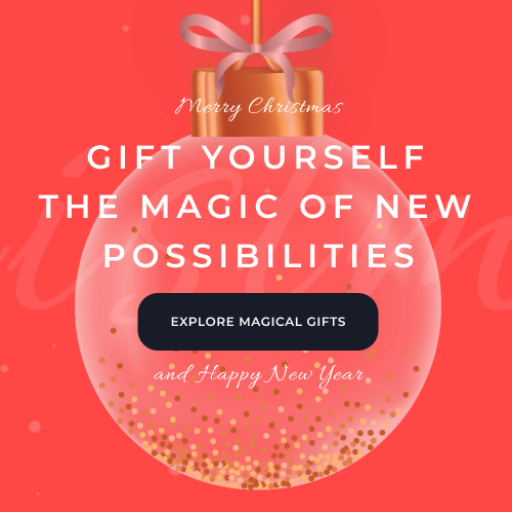 Merry Christmas
GIFT YOURSELF
THE MAGIC OF NEW
POSSIBILITIES
EXPLORE MAGICAL GIFTS
and Happy New Year